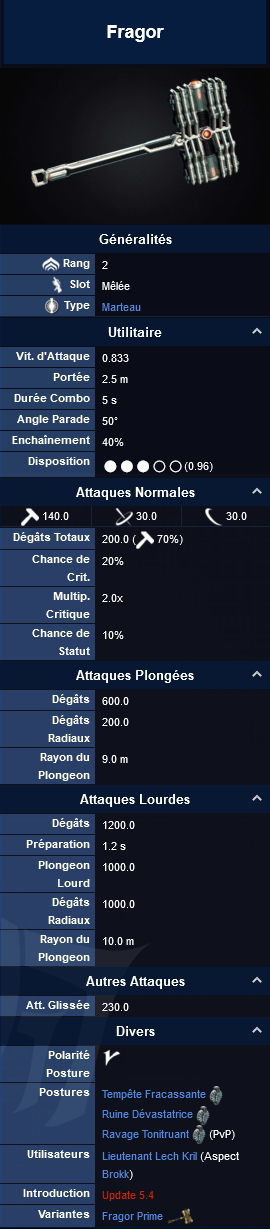 Fragor
Généralités
Rang 2
Slot Mêlée
Type Marteau
Utilitaire
Vit. d'Attaque 0.833
Portée 2.5 m
Durée Combo 5 s
Angle Parade 50°
Enchaînement 40%
Disposition (0.96)
Attaques Normales
140.0 30.0 30.0
Dégâts Totaux 200.0 ( 70%)
Chance de Crit. 20%
Multip. Critique 2.0x
Chance de Statut 10%
Attaques Plongées
Dégâts 600.0
Dégâts Radiaux 200.0
Rayon du Plongeon 9.0 m
Attaques Lourdes
Dégâts 1200.0
Préparation 1.2 s
Plongeon Lourd 1000.0
Dégâts Radiaux 1000.0
Rayon du Plongeon 10.0 m
Autres Attaques
Att. Glissée 230.0
Divers
Polarité Posture
Postures Tempête Fracassante
Ruine Dévastatrice
Ravage Tonitruant (PvP)
Utilisateurs Lieutenant Lech Kril (Aspect
Brokk)
Introduction Update 5.4
Variantes Fragor Prime